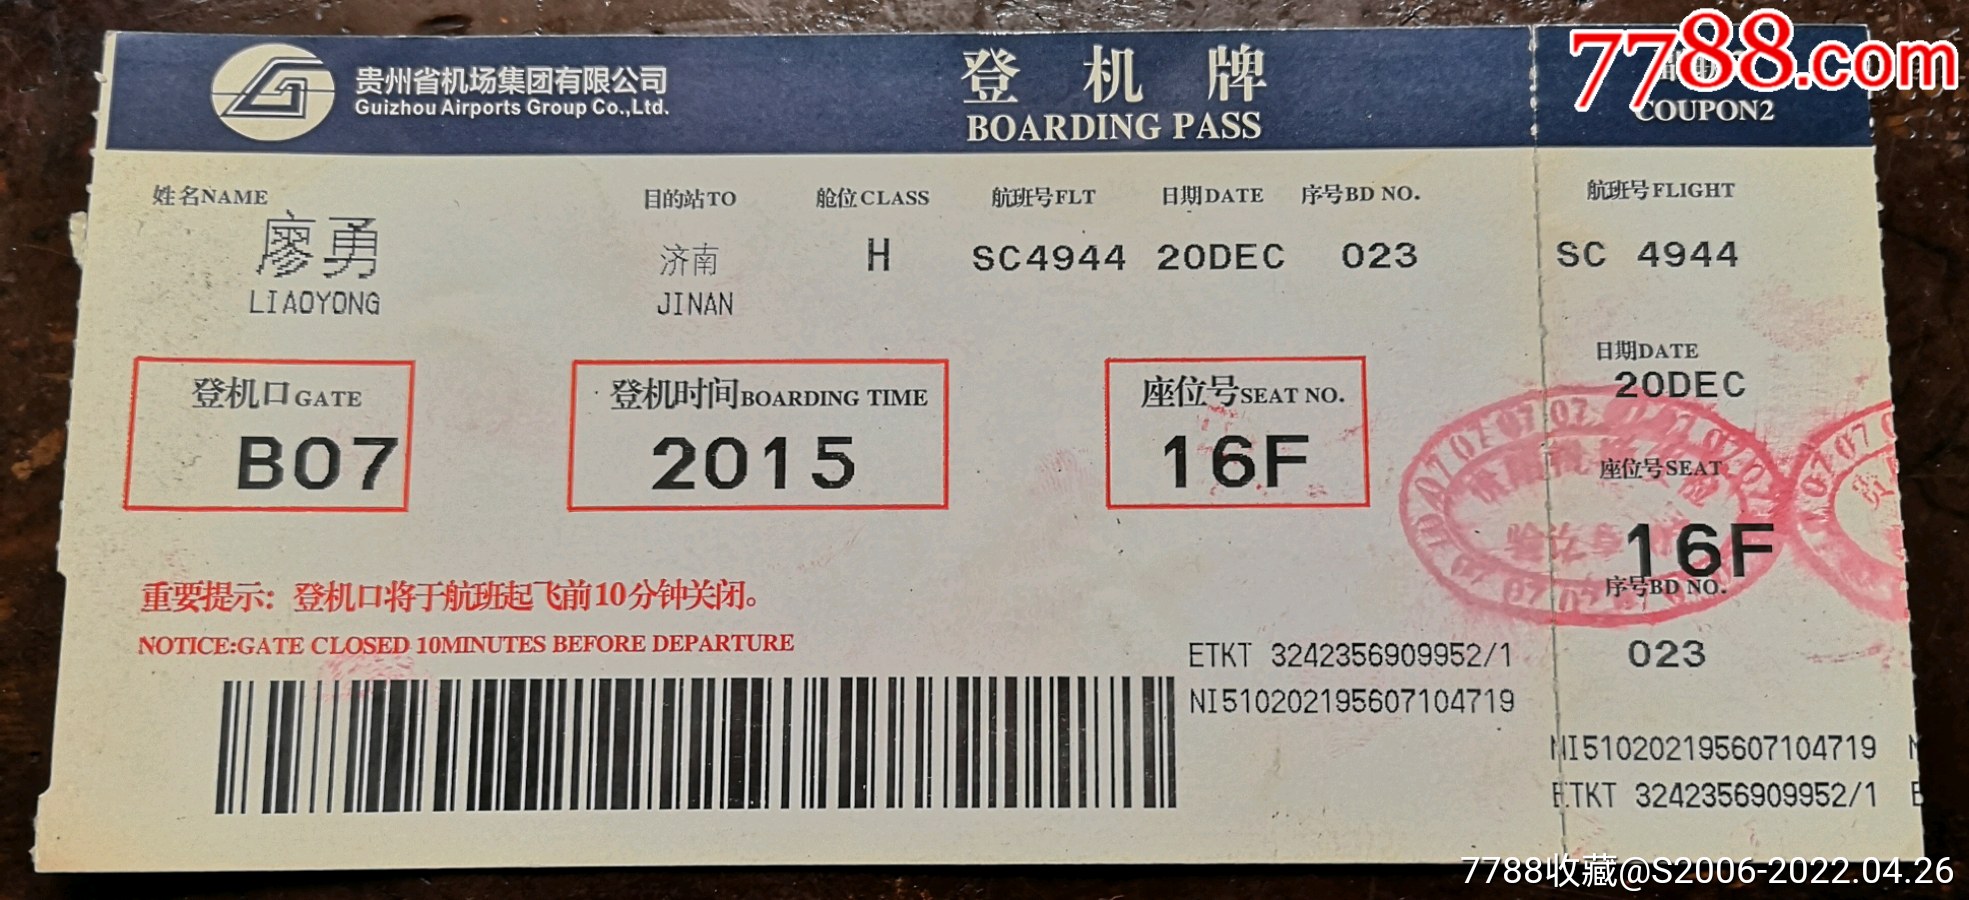 7788.com
贵州省机场集团有限公司
Guizhou Airports Group Co.,Ltd.
登 机 牌
BOARDING PASS
COUPON2
姓名NAME 目的站TO 舱位CLASS 航班号FLT 日期DATE 序号BD NO. 航班号FLIGHT
廖勇 济南 H SC4944 20DEC 023 SC 4944
LIAOYONG JINAN
日期DATE
20DEC
登机口GATE 登机时间BOARDING TIME 座位号SEAT NO.
B07 2015 16F
座位号SEAT
16F
序号BD NO.
023
重要提示：登机口将于航班起飞前10分钟关闭。
NOTICE:GATE CLOSED 10MINUTES BEFORE DEPARTURE
ETKT 3242356909952/1
NI510202195607104719
NI510202195607104719
ETKT 3242356909952/1
7788收藏@S2006-2022.04.26